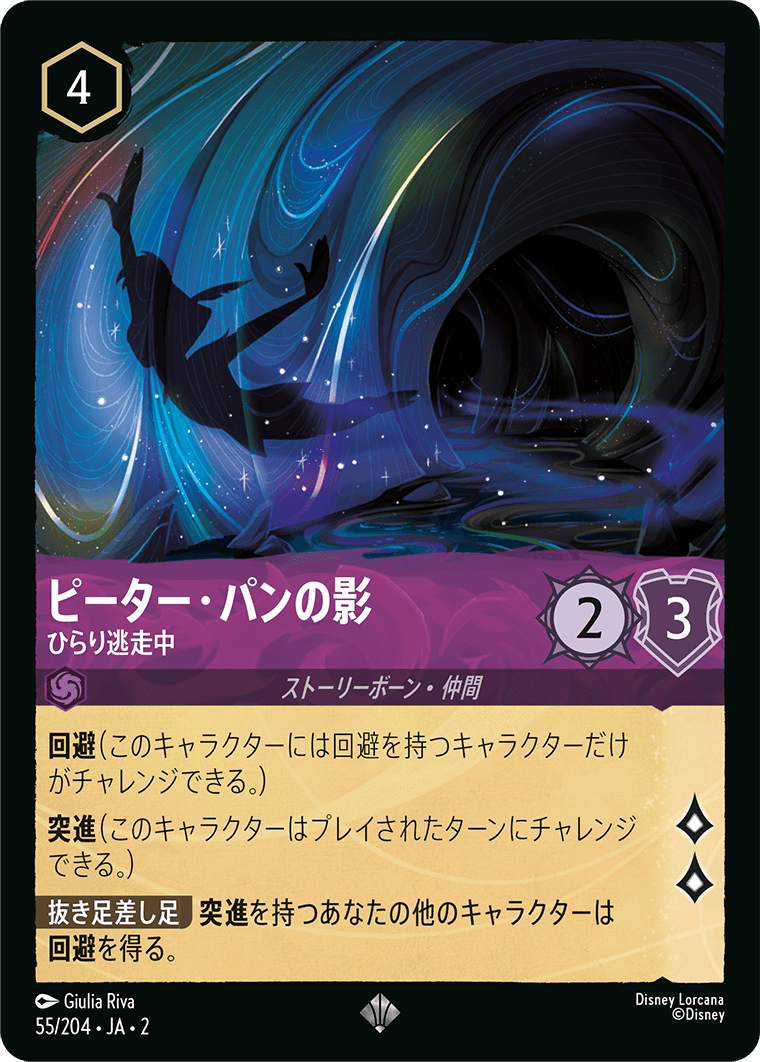 4
ピーター・パンの影
ひらり逃走中
2
3
ストーリーボーン・仲間
回避(このキャラクターには回避を持つキャラクターだけ
がチャレンジできる。)
突進(このキャラクターはプレイされたターンにチャレンジ
できる。)
抜き足差し足 突進を持つあなたの他のキャラクターは
回避を得る。
Giulia Riva
55/204・JA・2
Disney Lorcana
©Disney